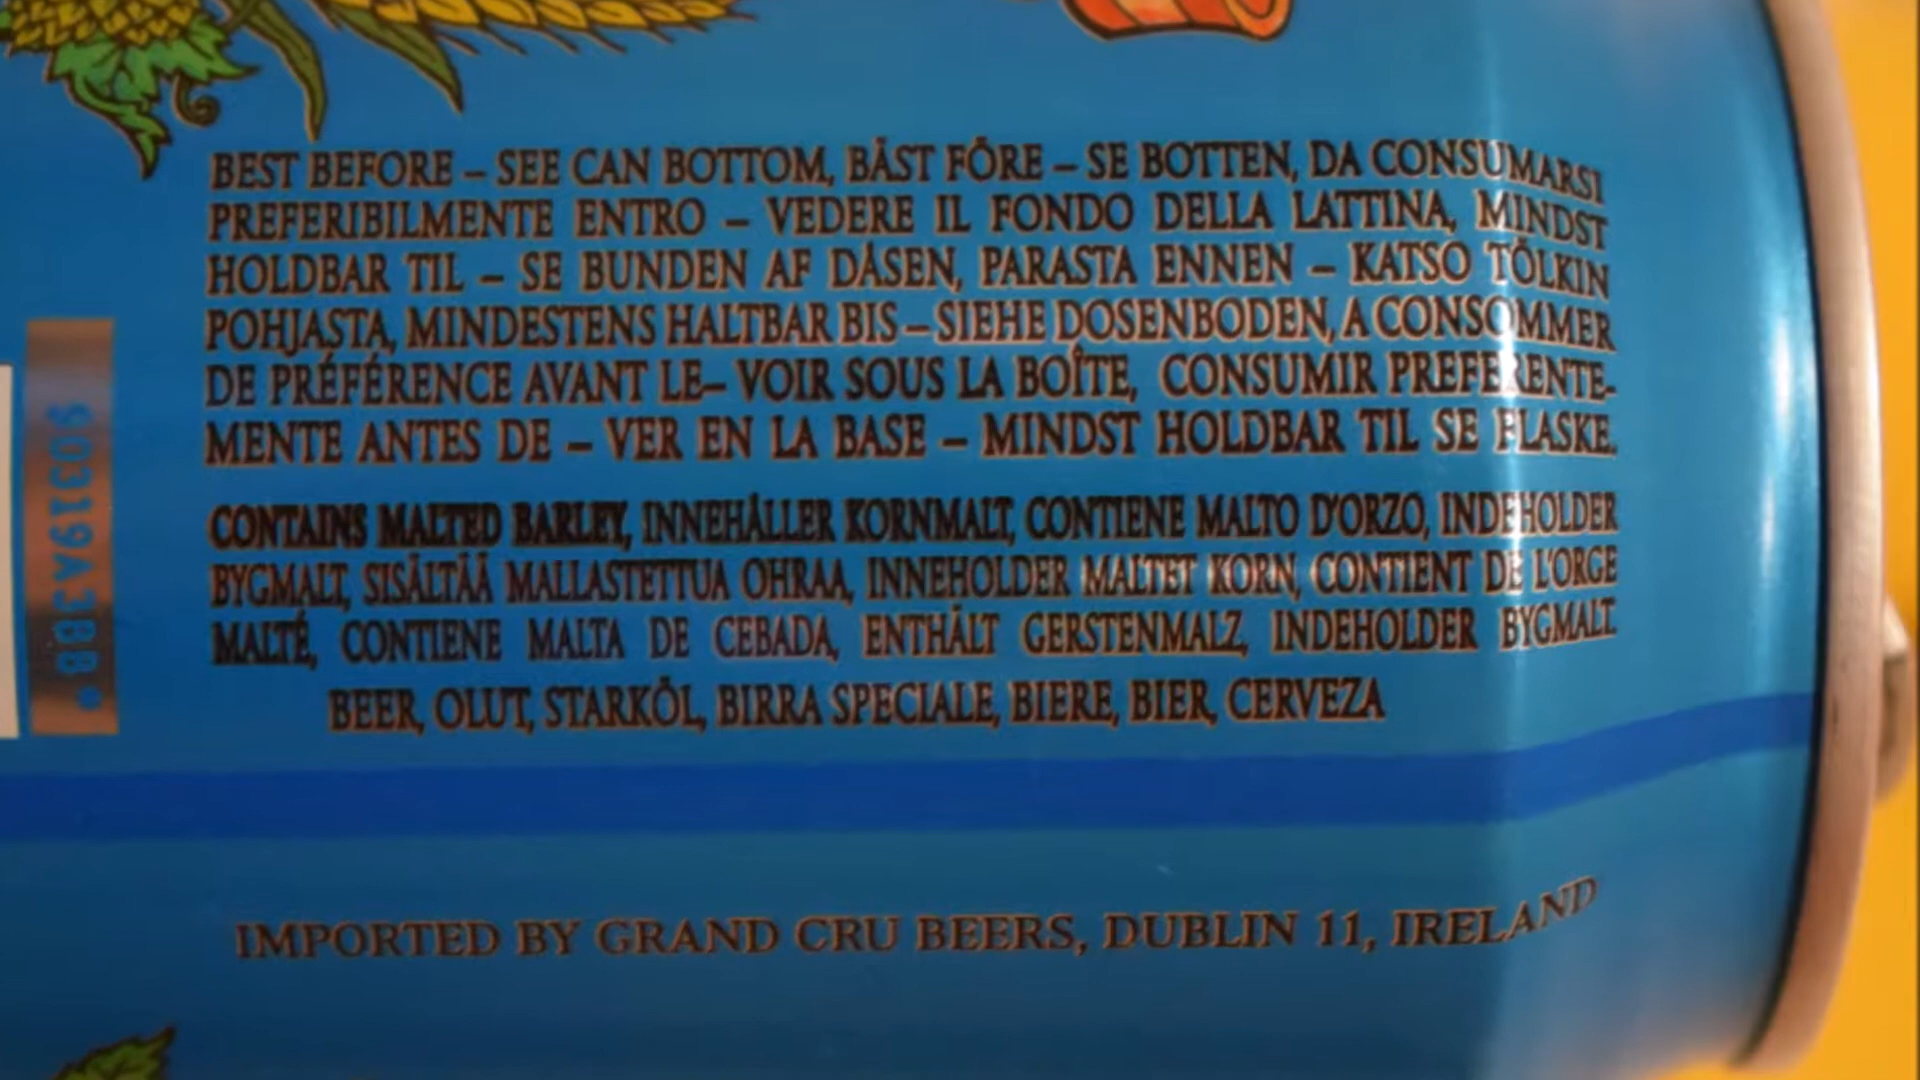 BEST BEFORE – SEE CAN BOTTOM, BÄST FÖRE – SE BOTTEN, DA CONSUMARSI
PREFERIBILMENTE ENTRO – VEDERE IL FONDO DELLA LATTINA, MINDST
HOLDBAR TIL – SE BUNDEN AF DÅSEN, PARASTA ENNEN – KATSO TÖLKIN
POHJASTA, MINDESTENS HALTBAR BIS – SIEHE DOSENBODEN, A CONSOMMER
DE PRÉFÉRENCE AVANT LE– VOIR SOUS LA BOÎTE, CONSUMIR PREFERENTE-
MENTE ANTES DE – VER EN LA BASE – MINDST HOLDBAR TIL SE FLASKE.
CONTAINS MALTED BARLEY, INNEHÅLLER KORNMALT, CONTIENE MALTO D'ORZO, INDEHOLDER
BYGMALT, SISÄLTÄÄ MALLASTETTUA OHRAA, INNEHOLDER MALTET KORN, CONTIENT DE L'ORGE
MALTÉ, CONTIENE MALTA DE CEBADA, ENTHÄLT GERSTENMALZ, INDEHOLDER BYGMALT.
BEER, OLUT, STARKÖL, BIRRA SPECIALE, BIERE, BIER, CERVEZA
IMPORTED BY GRAND CRU BEERS, DUBLIN 11, IRELAND
90319A3BB